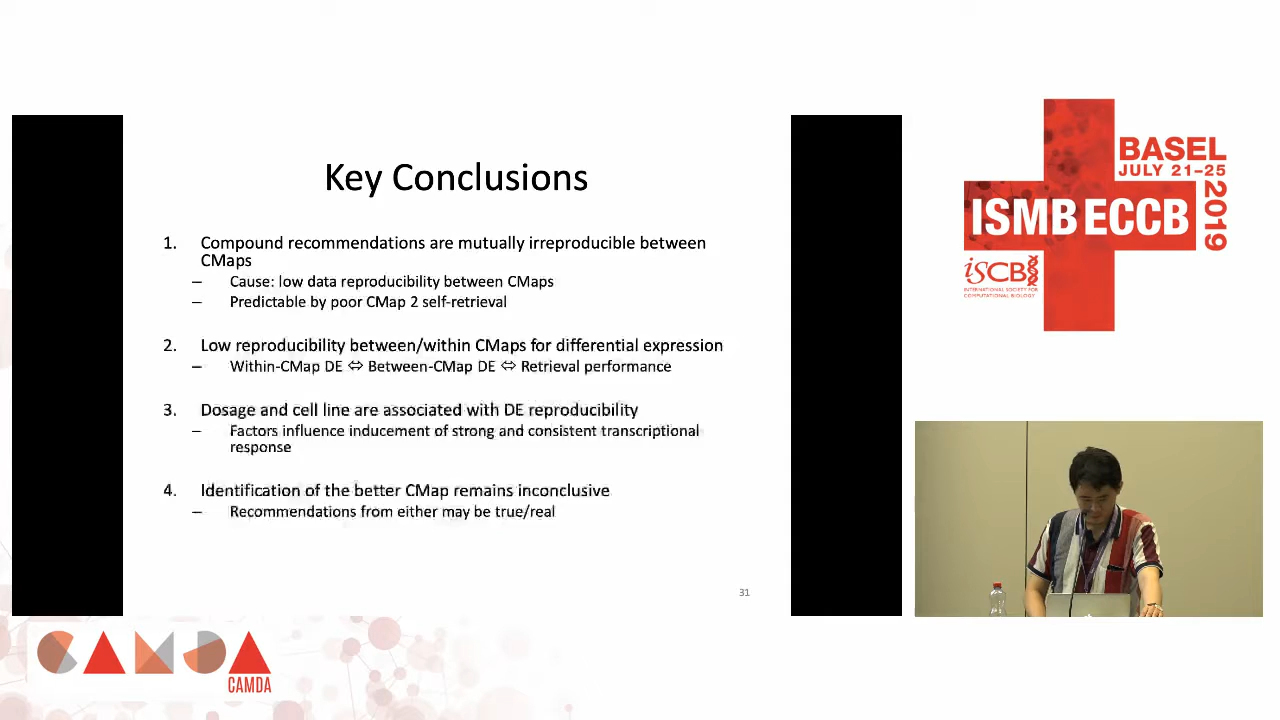 Key Conclusions
1. Compound recommendations are mutually irreproducible between
CMaps
– Cause: low data reproducibility between CMaps
– Predictable by poor CMap 2 self-retrieval
2. Low reproducibility between/within CMaps for differential expression
– Within-CMap DE ⇔ Between-CMap DE ⇔ Retrieval performance
3. Dosage and cell line are associated with DE reproducibility
– Factors influence inducement of strong and consistent transcriptional
response
4. Identification of the better CMap remains inconclusive
– Recommendations from either may be true/real
31
BASEL
JULY 21–25
2019
ISMB ECCB
ISCB
INTERNATIONAL SOCIETY FOR
COMPUTATIONAL BIOLOGY
CAMDA
CAMDA